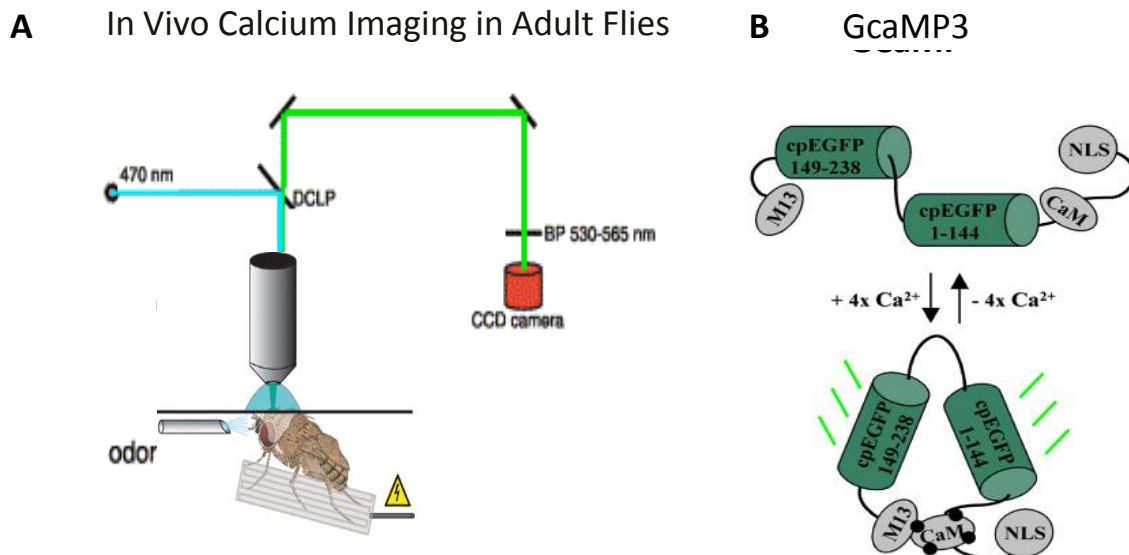 A In Vivo Calcium Imaging in Adult Flies
470 nm
DCLP
BP 530-565 nm
CCD camera
odor
B GcaMP3
cpEGFP
149-238
NLS
M13
cpEGFP
1-144
CaM
+ 4x Ca²⁺
- 4x Ca²⁺
cpEGFP
149-238
cpEGFP
1-144
M13
CaM
NLS